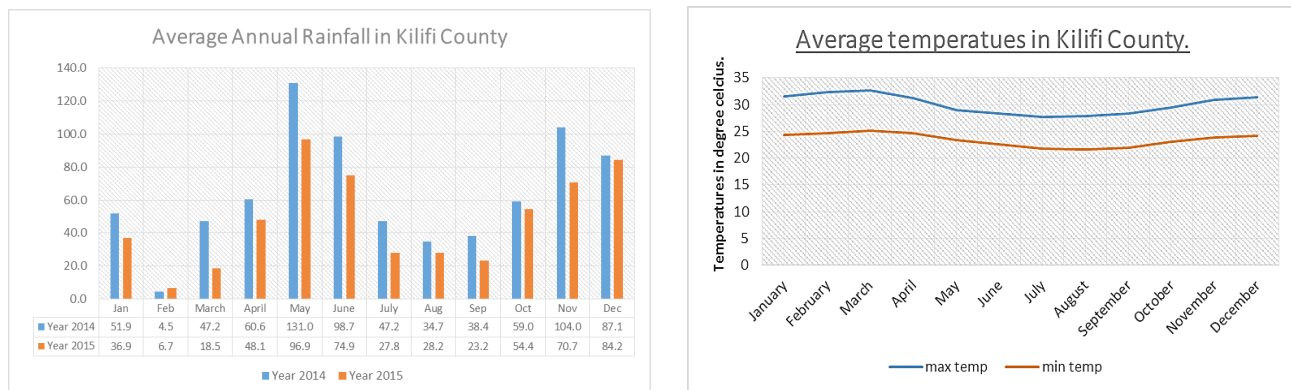 Average Annual Rainfall in Kilifi County
140.0
120.0
100.0
80.0
60.0
40.0
20.0
0.0
Jan Feb March April May June July Aug Sep Oct Nov Dec
Year 2014 51.9 4.5 47.2 60.6 131.0 98.7 47.2 34.7 38.4 59.0 104.0 87.1
Year 2015 36.9 6.7 18.5 48.1 96.9 74.9 27.8 28.2 23.2 54.4 70.7 84.2
Year 2014 Year 2015
Average temperatues in Kilifi County.
Temperatures in degree celcius.
35
30
25
20
15
10
5
0
January February March April May June July August September October November December
max temp min temp